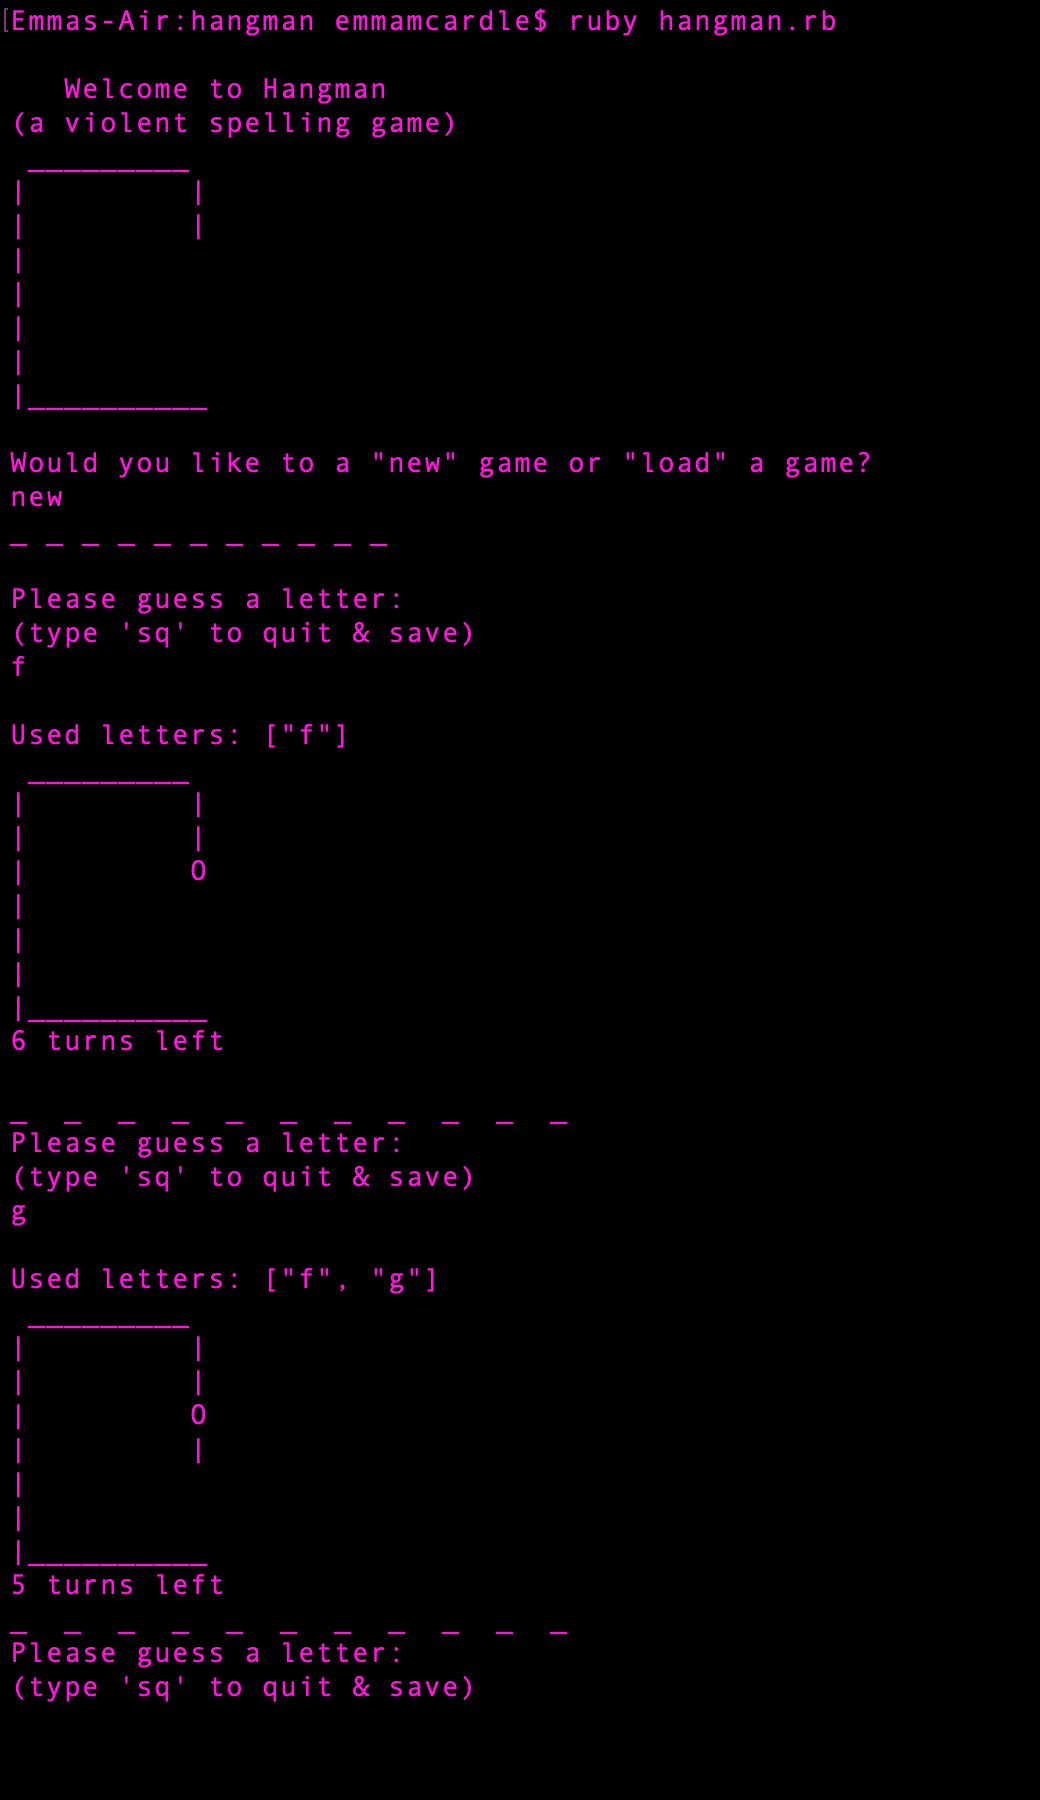 [Emmas-Air:hangman emmamcardle$ ruby hangman.rb
   Welcome to Hangman
(a violent spelling game)
 _________
|         |
|         |
|
|
|
|
|__________
Would you like to a "new" game or "load" a game?
new
_ _ _ _ _ _ _ _ _ _ _
Please guess a letter:
(type 'sq' to quit & save)
f
Used letters: ["f"]
 _________
|         |
|         |
|         O
|
|
|
|__________
6 turns left
_  _  _  _  _  _  _  _  _  _  _
Please guess a letter:
(type 'sq' to quit & save)
g
Used letters: ["f", "g"]
 _________
|         |
|         |
|         O
|         |
|
|
|__________
5 turns left
_  _  _  _  _  _  _  _  _  _  _
Please guess a letter:
(type 'sq' to quit & save)